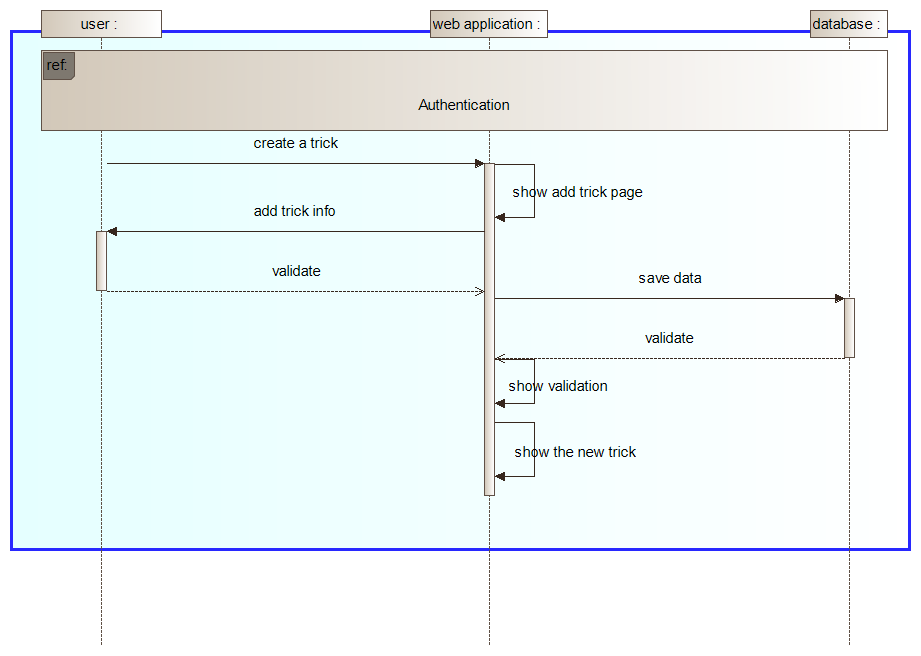 user :
web application :
database :
ref:
Authentication
create a trick
show add trick page
add trick info
validate
save data
validate
show validation
show the new trick